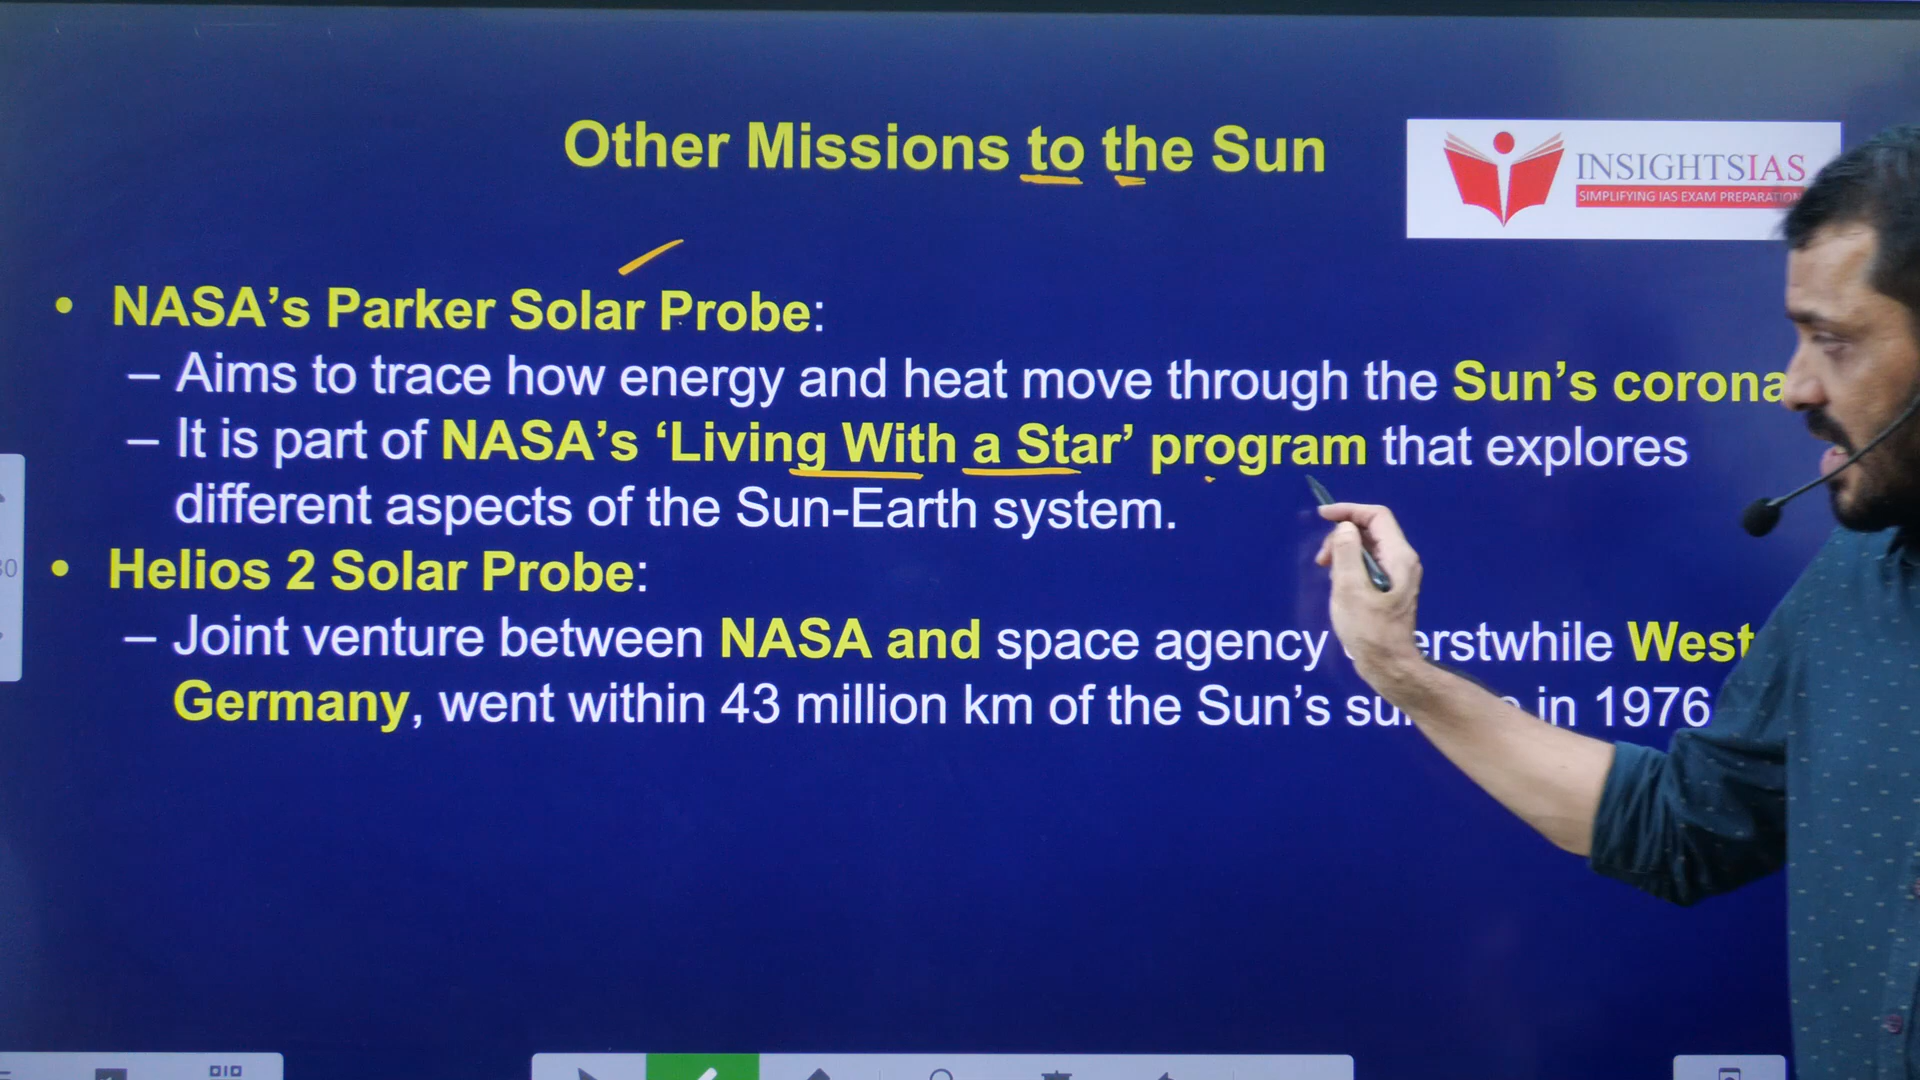 Other Missions to the Sun
INSIGHTSIAS
SIMPLIFYING IAS EXAM PREPARATION
• NASA’s Parker Solar Probe:
– Aims to trace how energy and heat move through the Sun’s corona
– It is part of NASA’s ‘Living With a Star’ program that explores
different aspects of the Sun-Earth system.
• Helios 2 Solar Probe:
– Joint venture between NASA and space agency erstwhile West
Germany, went within 43 million km of the Sun’s in 1976